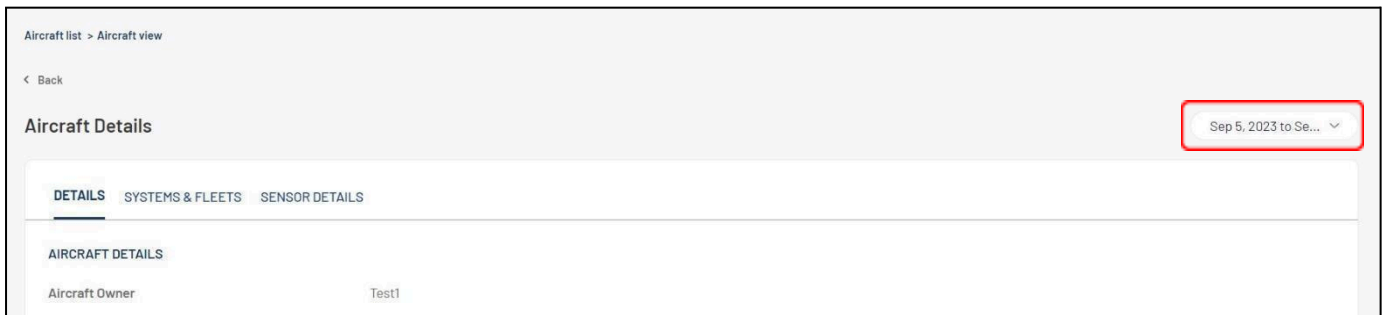 Aircraft list > Aircraft view
< Back
Aircraft Details
Sep 5, 2023 to Se...
DETAILS SYSTEMS & FLEETS SENSOR DETAILS
AIRCRAFT DETAILS
Aircraft Owner Test1